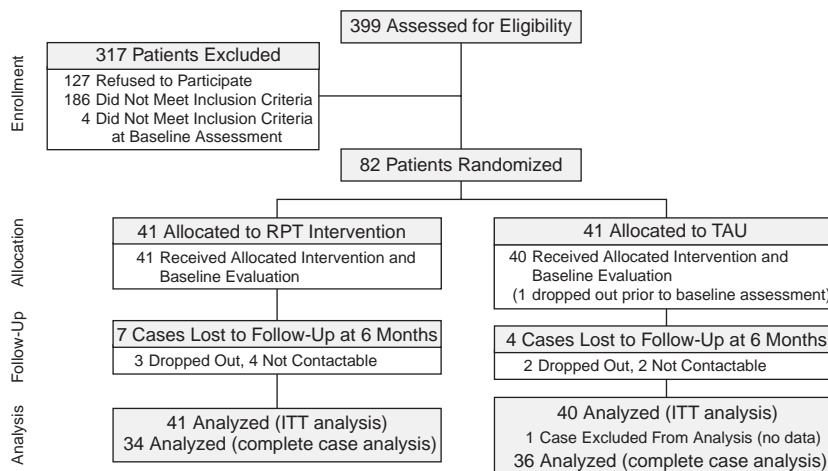 399 Assessed for Eligibility
317 Patients Excluded
127 Refused to Participate
186 Did Not Meet Inclusion Criteria
4 Did Not Meet Inclusion Criteria
at Baseline Assessment
Enrollment
82 Patients Randomized
Allocation
41 Allocated to RPT Intervention
41 Received Allocated Intervention and
Baseline Evaluation
41 Allocated to TAU
40 Received Allocated Intervention and
Baseline Evaluation
(1 dropped out prior to baseline assessment)
Follow-Up
7 Cases Lost to Follow-Up at 6 Months
3 Dropped Out, 4 Not Contactable
4 Cases Lost to Follow-Up at 6 Months
2 Dropped Out, 2 Not Contactable
Analysis
41 Analyzed (ITT analysis)
34 Analyzed (complete case analysis)
40 Analyzed (ITT analysis)
1 Case Excluded From Analysis (no data)
36 Analyzed (complete case analysis)